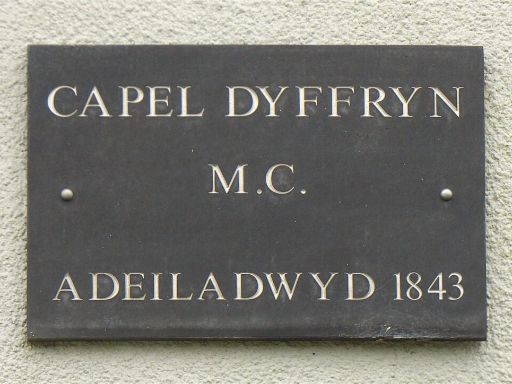 CAPEL DYFFRYN
M.C.
ADEILADWYD 1843